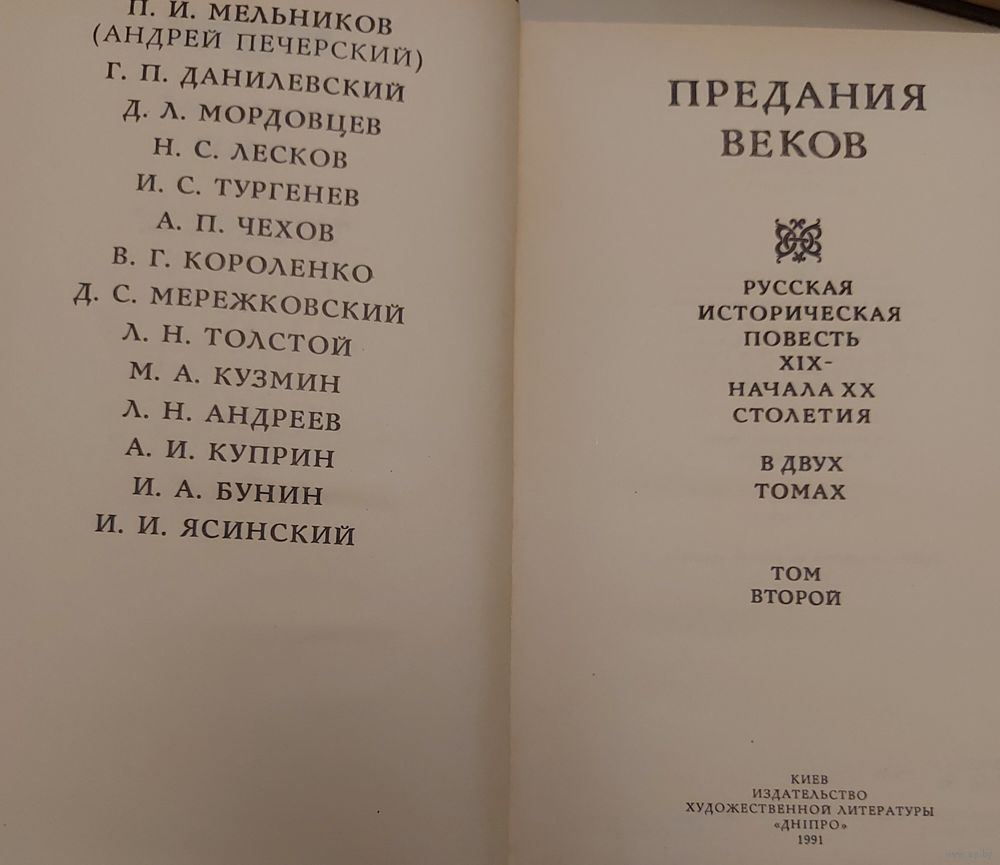 П. И. МЕЛЬНИКОВ
(АНДРЕЙ ПЕЧЕРСКИЙ)
Г. П. ДАНИЛЕВСКИЙ
Д. Л. МОРДОВЦЕВ
Н. С. ЛЕСКОВ
И. С. ТУРГЕНЕВ
А. П. ЧЕХОВ
В. Г. КОРОЛЕНКО
Д. С. МЕРЕЖКОВСКИЙ
Л. Н. ТОЛСТОЙ
М. А. КУЗМИН
Л. Н. АНДРЕЕВ
А. И. КУПРИН
И. А. БУНИН
И. И. ЯСИНСКИЙ
ПРЕДАНИЯ
ВЕКОВ
РУССКАЯ
ИСТОРИЧЕСКАЯ
ПОВЕСТЬ
XIX-
НАЧАЛА XX
СТОЛЕТИЯ
В ДВУХ
ТОМАХ
ТОМ
ВТОРОЙ
КИЕВ
ИЗДАТЕЛЬСТВО
ХУДОЖЕСТВЕННОЙ ЛИТЕРАТУРЫ
«ДНІПРО»
1991